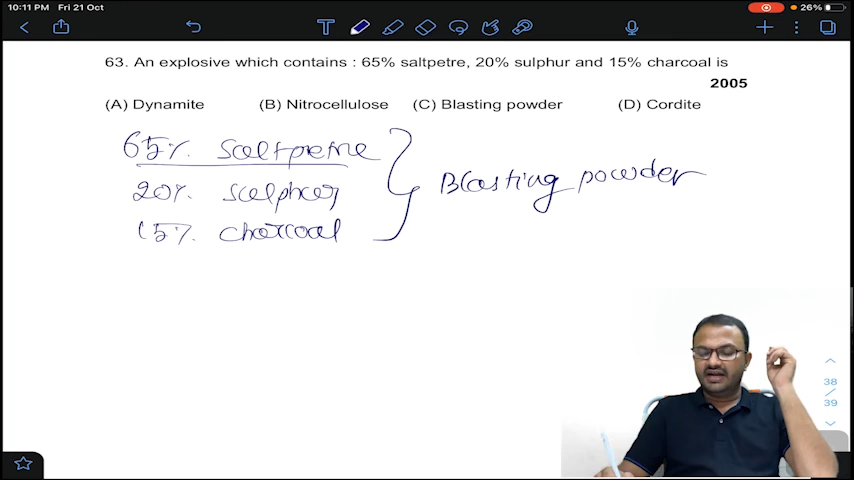 10:11 PM Fri 21 Oct
26%
63. An explosive which contains : 65% saltpetre, 20% sulphur and 15% charcoal is
2005
(A) Dynamite (B) Nitrocellulose (C) Blasting powder (D) Cordite
65% Saltpetre
20% Sulphur
15% Charcoal
Blasting powder
38
/
39